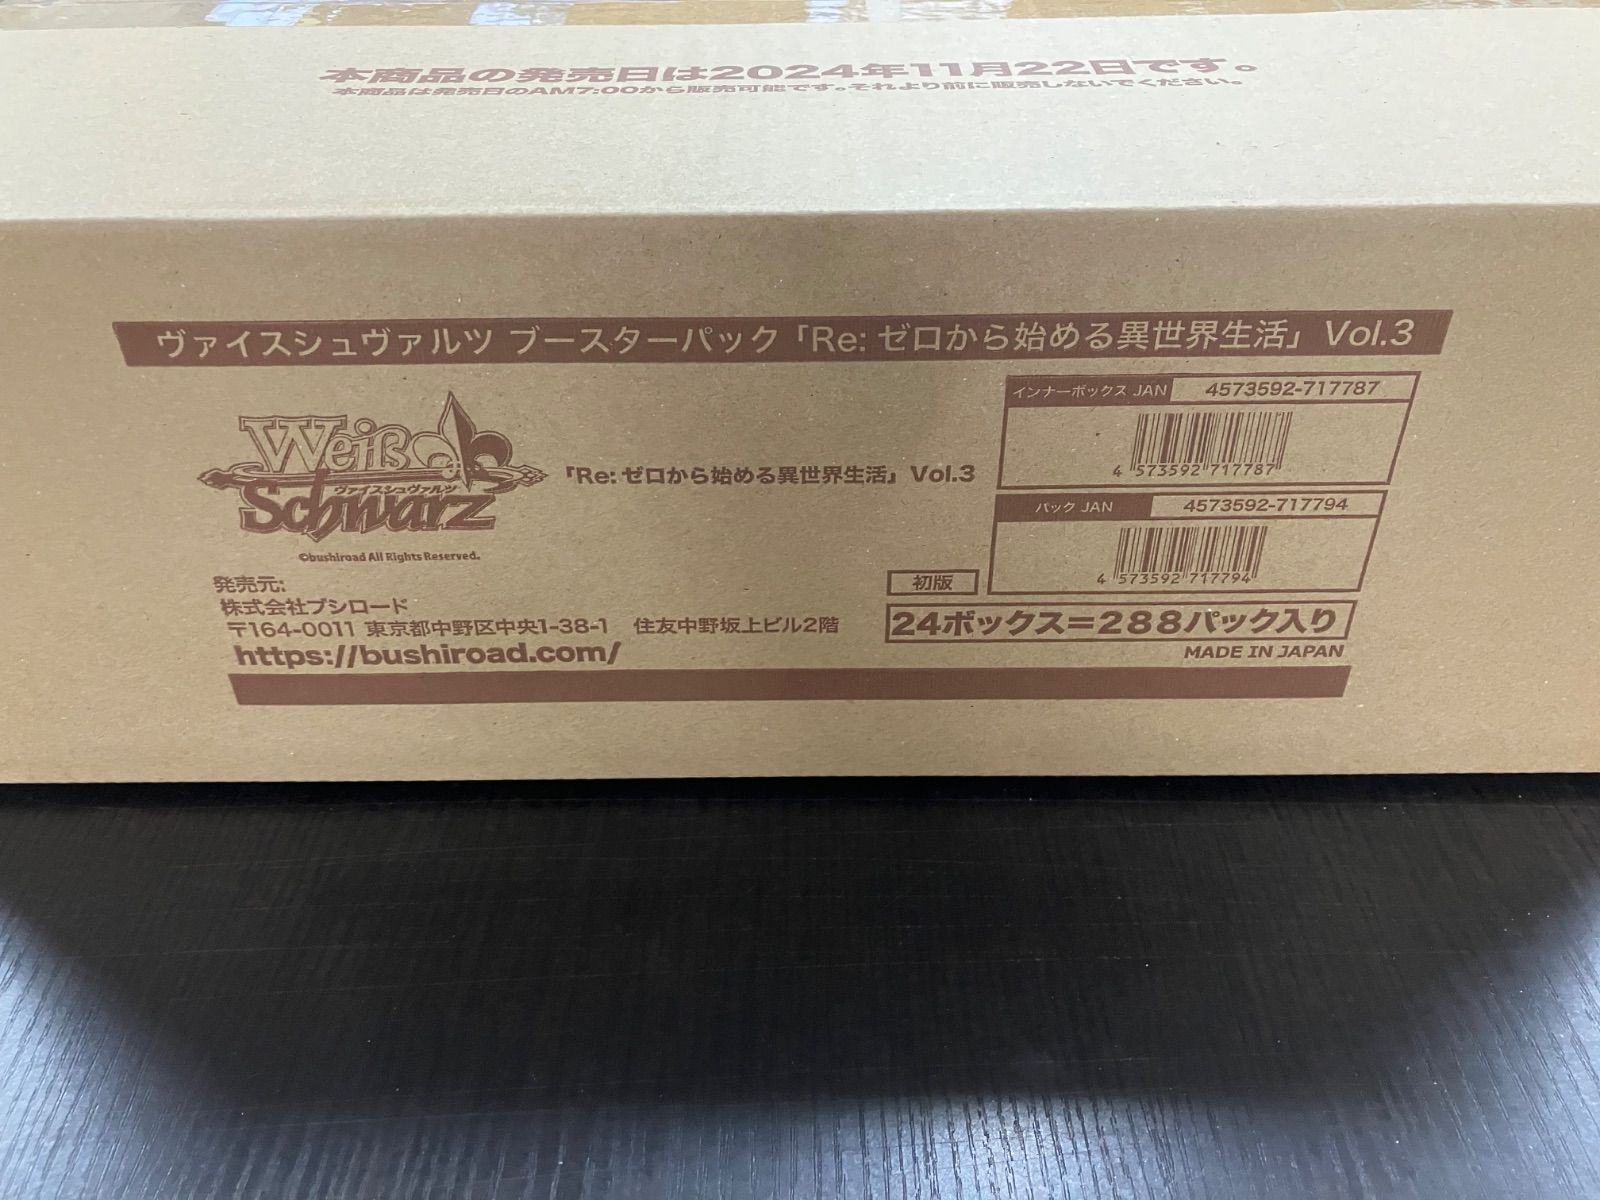 本商品の発売日は2024年11月22日です。
本商品は発売日のAM7:00から販売可能です。それより前に販売しないでください。
ヴァイスシュヴァルツ ブースターパック「Re: ゼロから始める異世界生活」 Vol.3
Weiß
ヴァイスシュヴァルツ
Schwarz
©bushiroad All Rights Reserved.
「Re: ゼロから始める異世界生活」 Vol.3
インナーボックス JAN 4573592-717787
4 573592 717787
パック JAN 4573592-717794
4 573592 717794
発売元:
株式会社ブシロード
〒164-0011 東京都中野区中央1-38-1 住友中野坂上ビル2階
https://bushiroad.com/
初版
24ボックス=288パック入り
MADE IN JAPAN